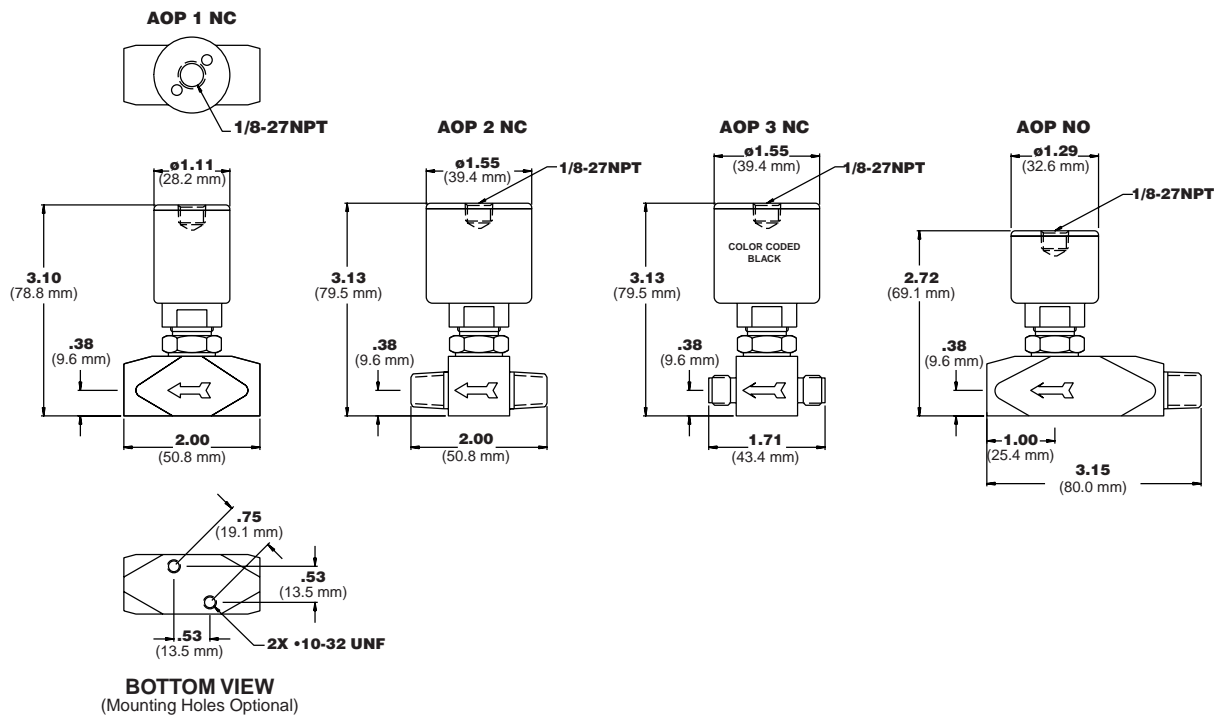 AOP 1 NC
1/8-27NPT
ø1.11
(28.2 mm)
3.10
(78.8 mm)
.38
(9.6 mm)
2.00
(50.8 mm)
AOP 2 NC
ø1.55
(39.4 mm)
1/8-27NPT
3.13
(79.5 mm)
.38
(9.6 mm)
2.00
(50.8 mm)
AOP 3 NC
ø1.55
(39.4 mm)
1/8-27NPT
COLOR CODED
BLACK
3.13
(79.5 mm)
.38
(9.6 mm)
1.71
(43.4 mm)
AOP NO
ø1.29
(32.6 mm)
1/8-27NPT
2.72
(69.1 mm)
.38
(9.6 mm)
1.00
(25.4 mm)
3.15
(80.0 mm)
.75
(19.1 mm)
.53
(13.5 mm)
.53
(13.5 mm)
2X •10-32 UNF
BOTTOM VIEW
(Mounting Holes Optional)